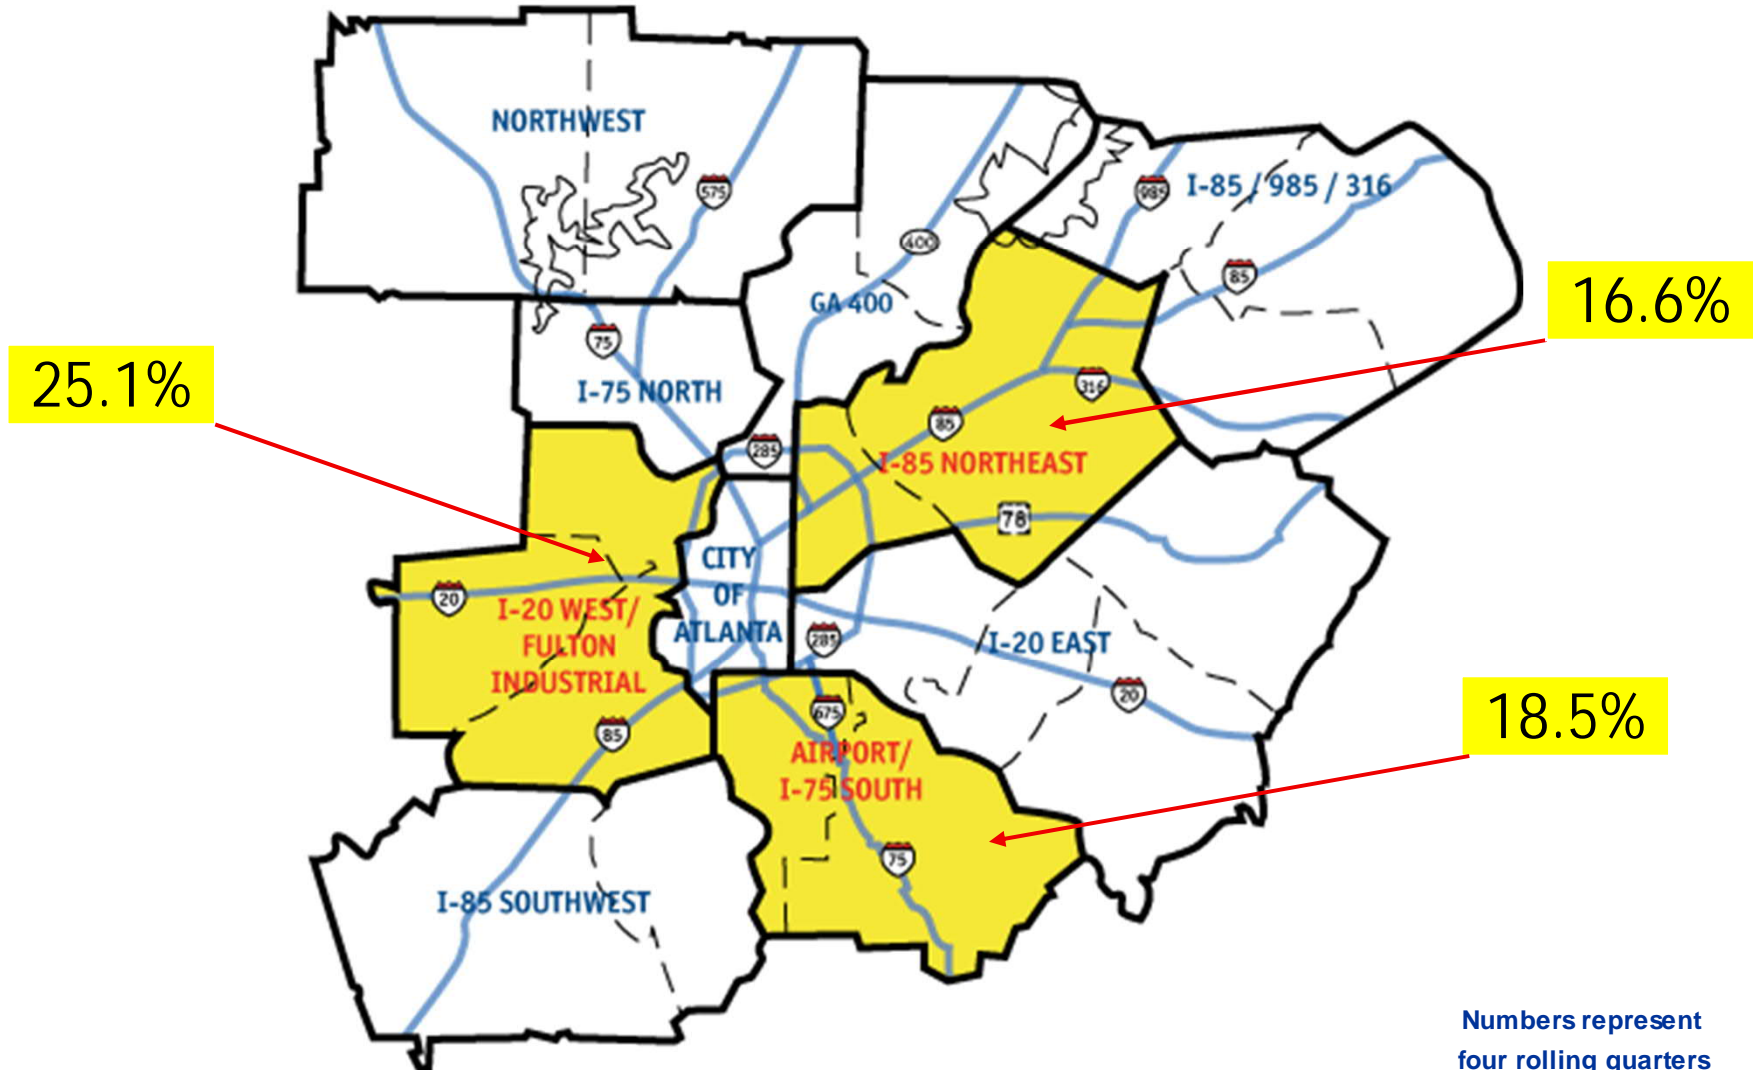 NORTHWEST
575
985
I-85 / 985 / 316
400
85
GA 400
16.6%
75
25.1%
I-75 NORTH
316
85
285
I-85 NORTHEAST
78
CITY
OF
ATLANTA
20
I-20 WEST/
FULTON
INDUSTRIAL
285
I-20 EAST
20
675
85
18.5%
AIRPORT/
I-75 SOUTH
75
I-85 SOUTHWEST
Numbers represent
four rolling quarters